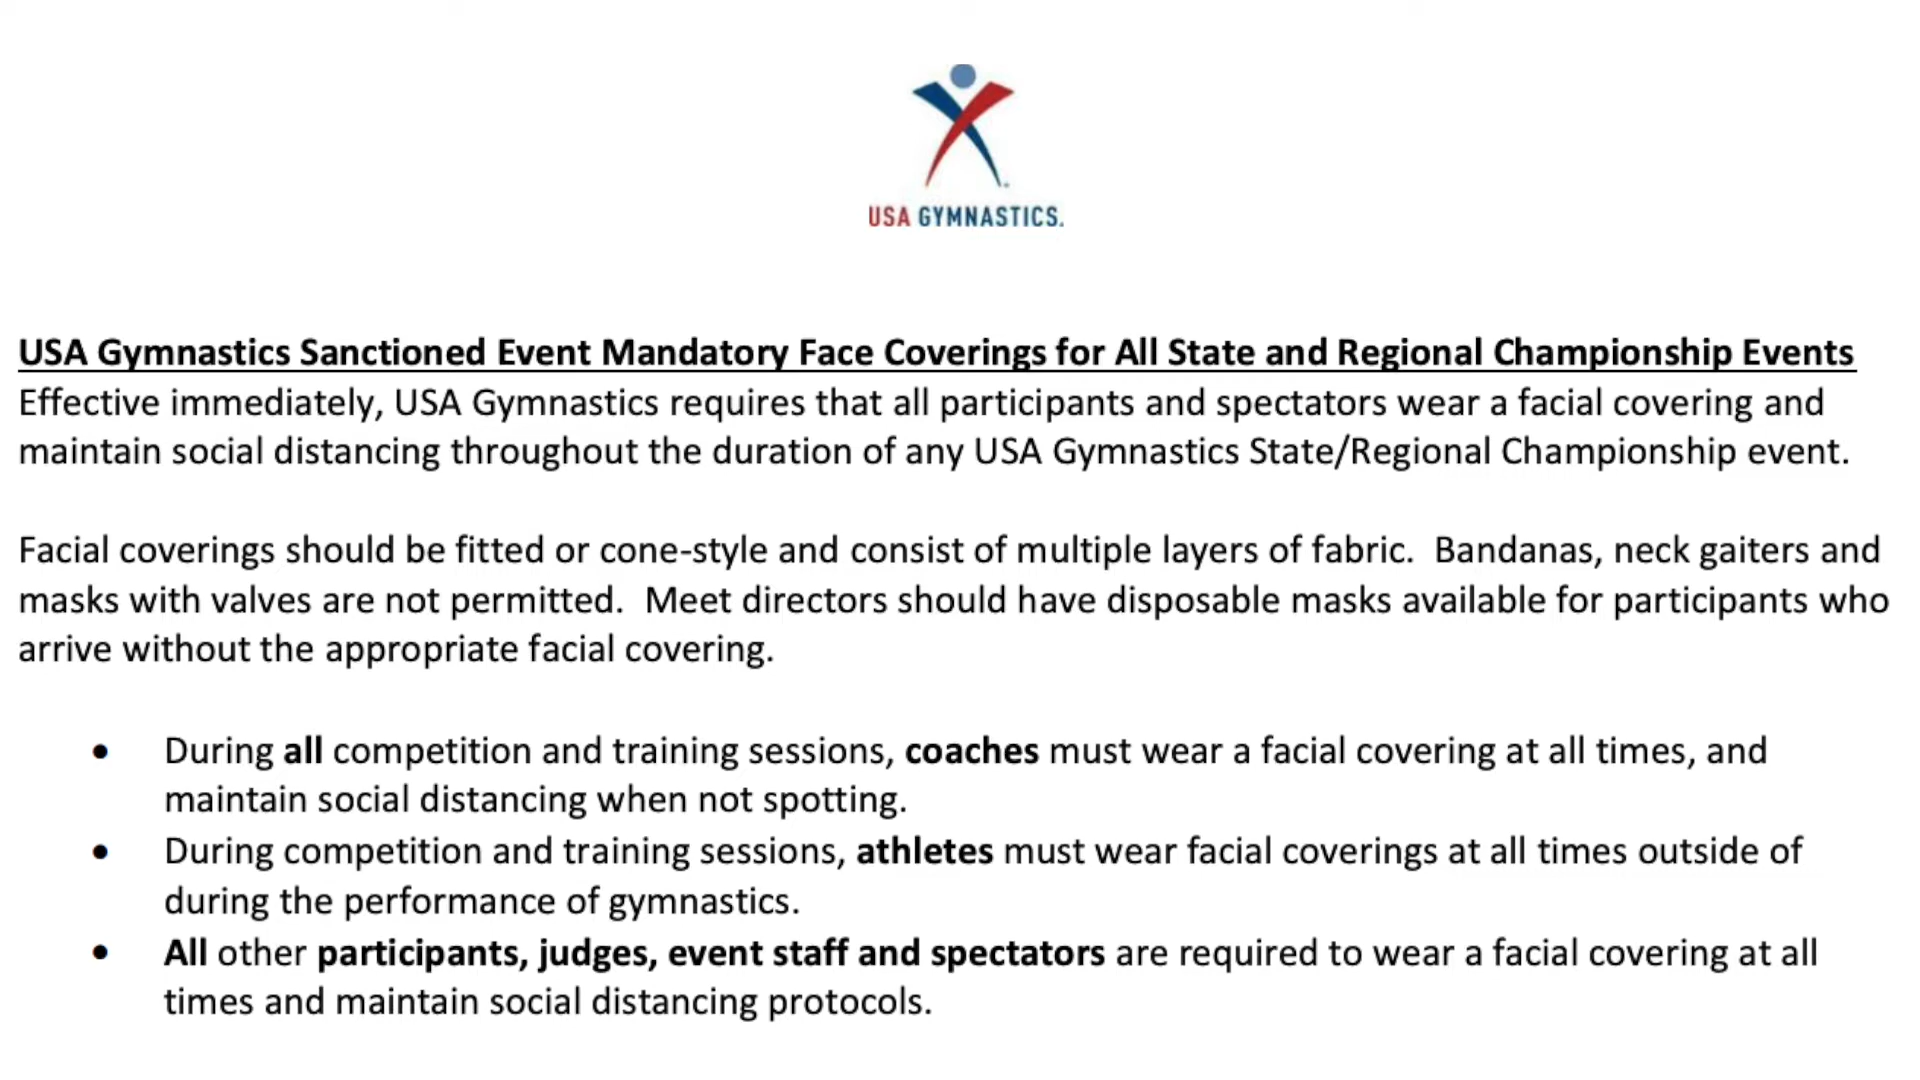 USA GYMNASTICS.
USA Gymnastics Sanctioned Event Mandatory Face Coverings for All State and Regional Championship Events
Effective immediately, USA Gymnastics requires that all participants and spectators wear a facial covering and
maintain social distancing throughout the duration of any USA Gymnastics State/Regional Championship event.
Facial coverings should be fitted or cone-style and consist of multiple layers of fabric.  Bandanas, neck gaiters and
masks with valves are not permitted.  Meet directors should have disposable masks available for participants who
arrive without the appropriate facial covering.
• During all competition and training sessions, coaches must wear a facial covering at all times, and
maintain social distancing when not spotting.
• During competition and training sessions, athletes must wear facial coverings at all times outside of
during the performance of gymnastics.
• All other participants, judges, event staff and spectators are required to wear a facial covering at all
times and maintain social distancing protocols.